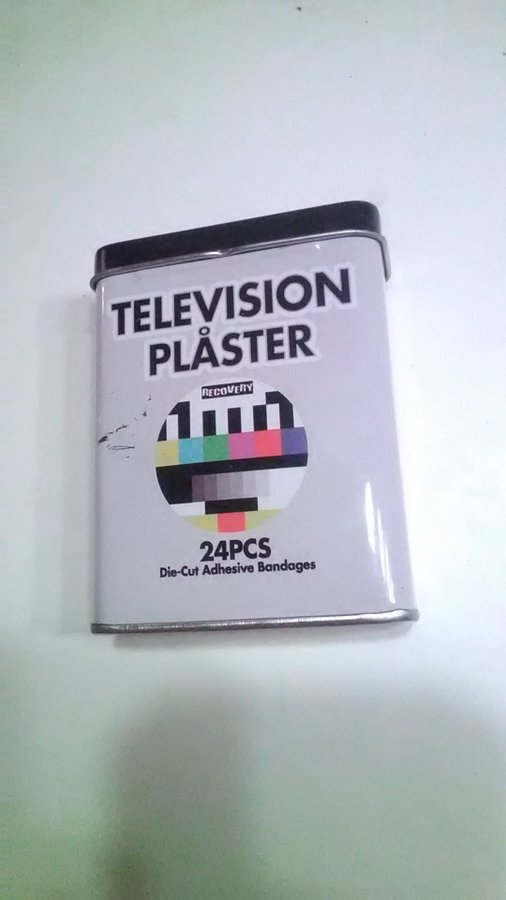 TELEVISION
PLÅSTER
RECOVERY
24PCS
Die-Cut Adhesive Bandages